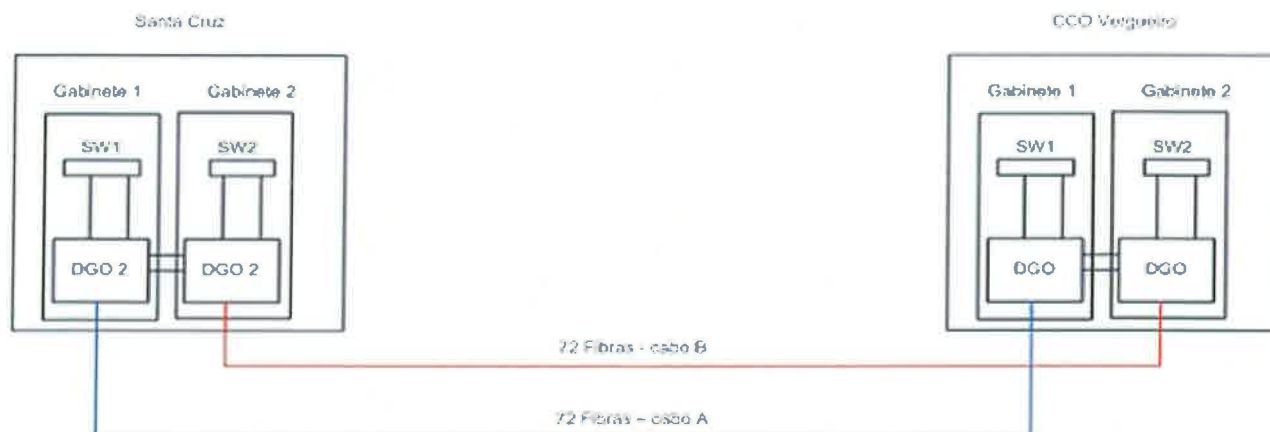 Santa Cruz
CCO Vergueiro
Gabinete 1
Gabinete 2
Gabinete 1
Gabinete 2
SW1
SW2
SW1
SW2
DGO 2
DGO 2
DGO
DGO
72 Fibras - cabo B
72 Fibras – cabo A